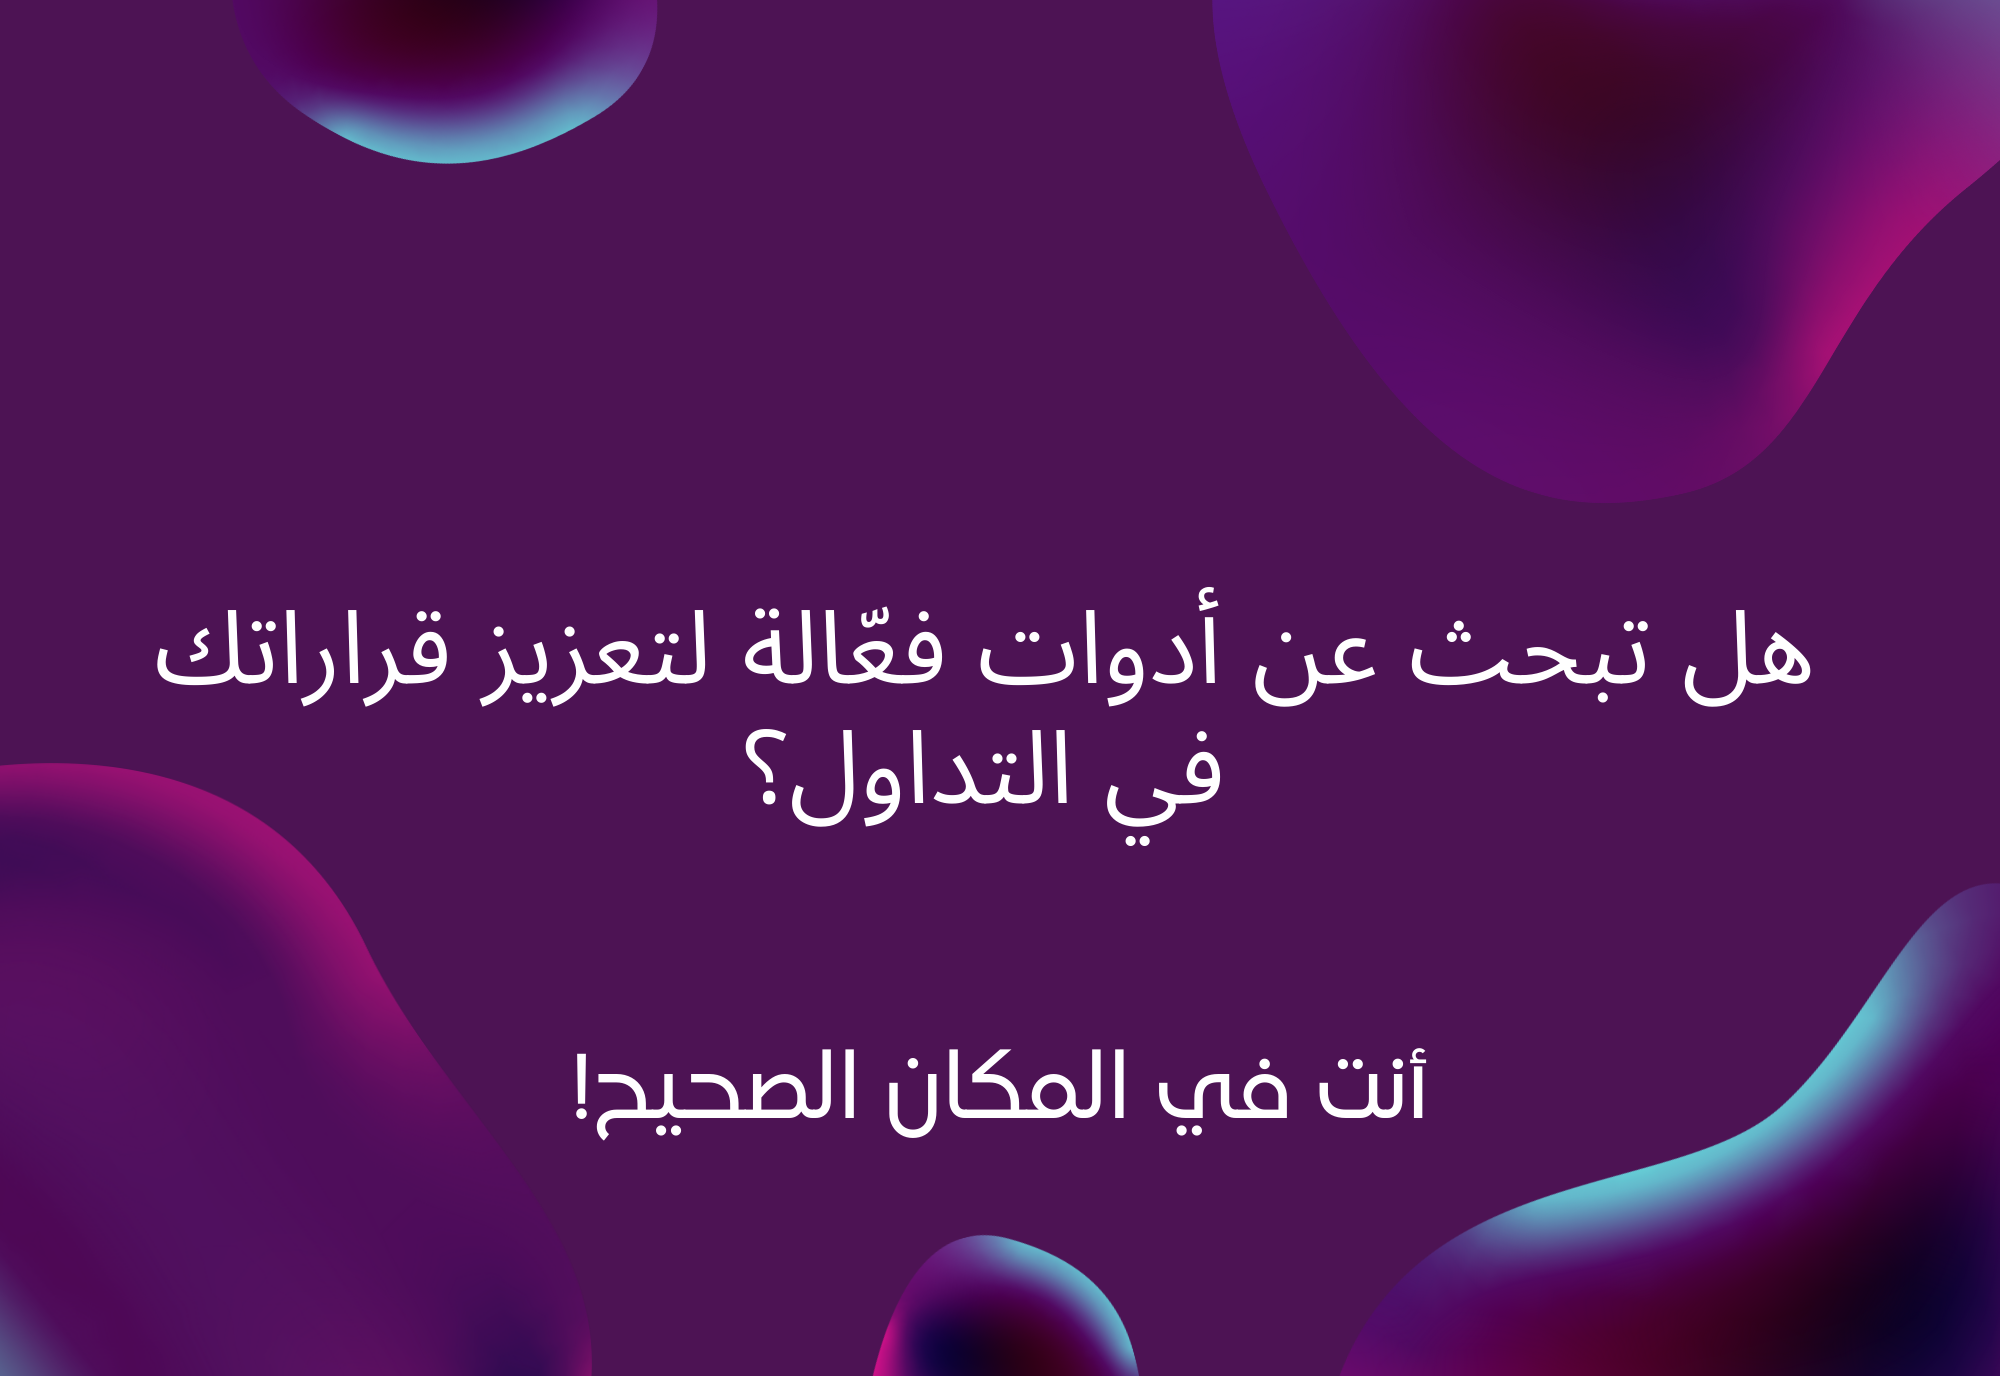 هل تبحث عن أدوات فعّالة لتعزيز قراراتك
في التداول؟
أنت في المكان الصحيح!